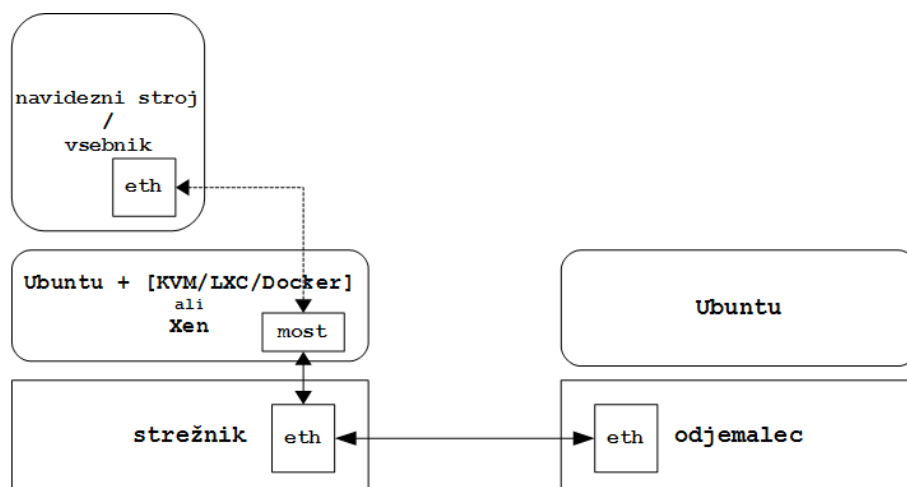 navidezni stroj
/
vsebnik
eth
Ubuntu + [KVM/LXC/Docker]
ali
Xen
most
Ubuntu
strežnik
eth
eth
odjemalec